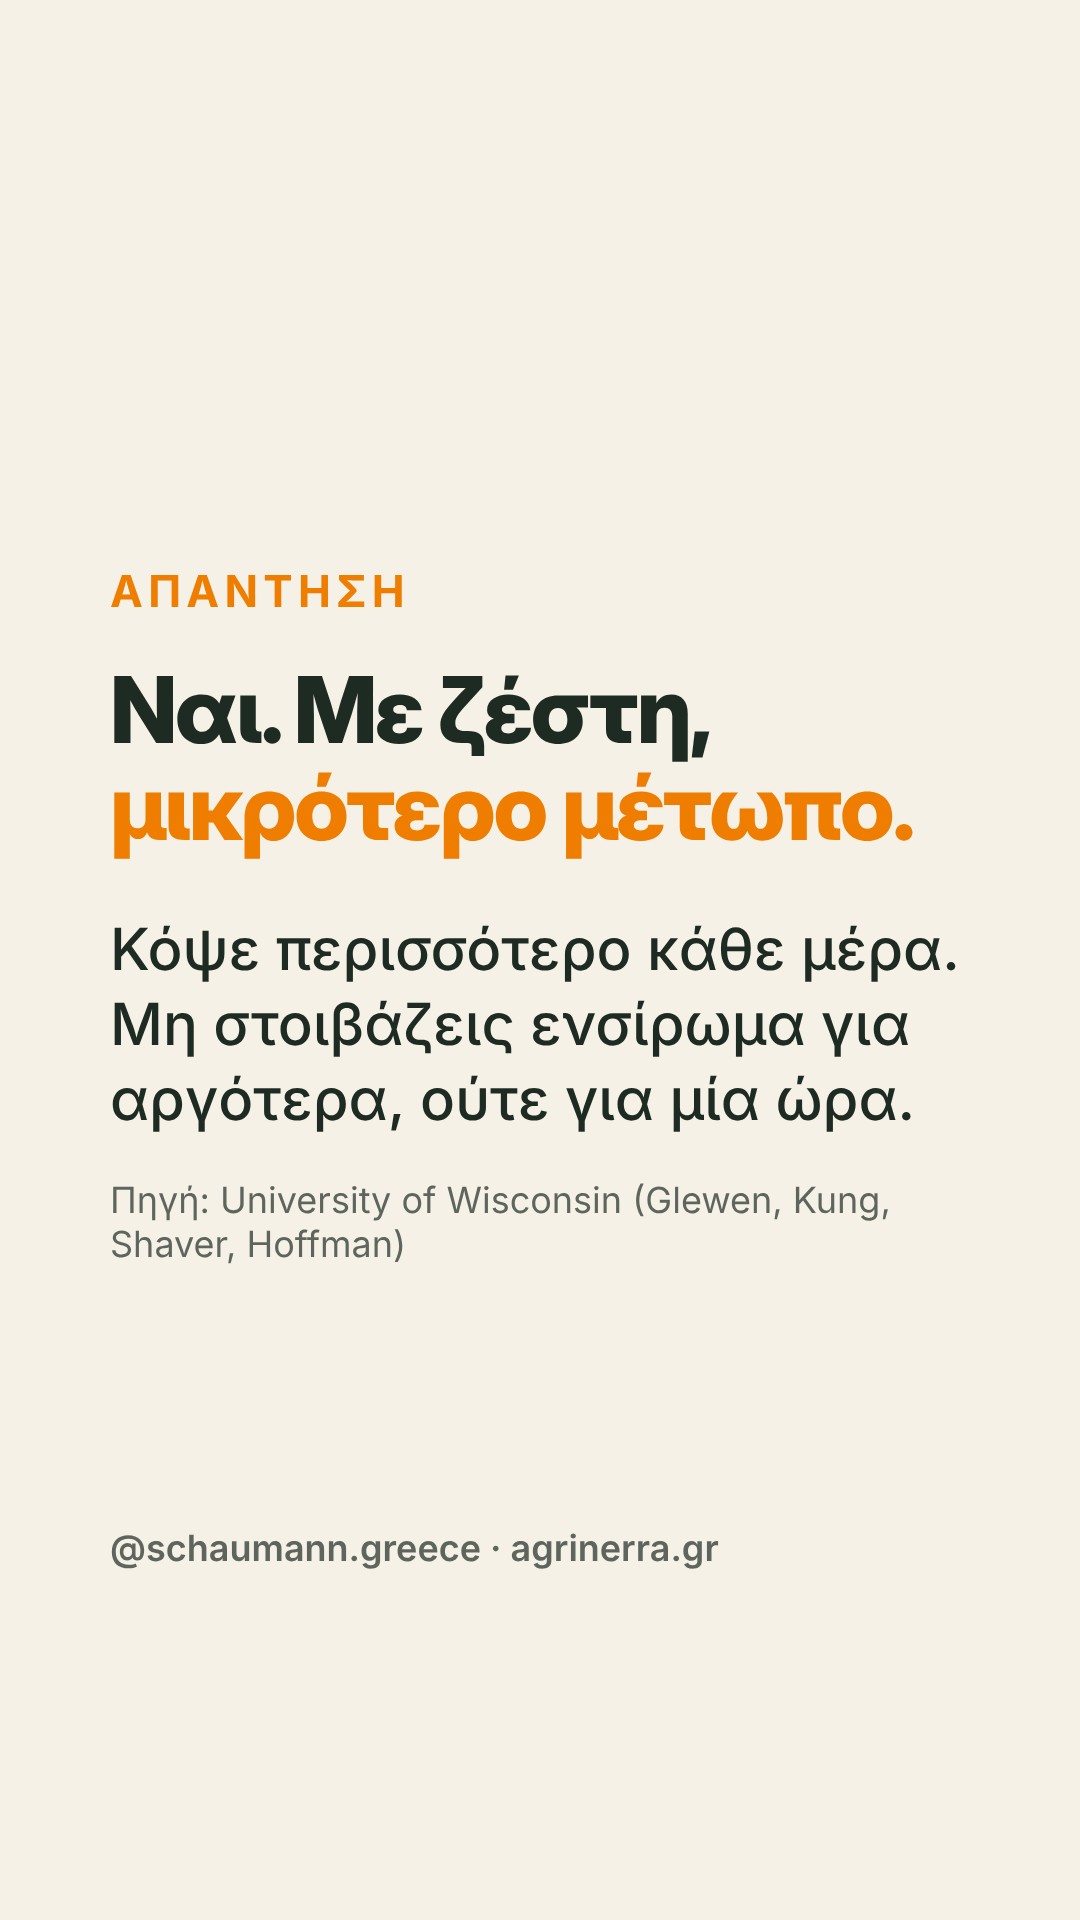 ΑΠΑΝΤΗΣΗ
Ναι. Με ζέστη,
μικρότερο μέτωπο.
Κόψε περισσότερο κάθε μέρα.
Μη στοιβάζεις ενσίρωμα για
αργότερα, ούτε για μία ώρα.
Πηγή: University of Wisconsin (Glewen, Kung,
Shaver, Hoffman)
@schaumann.greece · agrinerra.gr